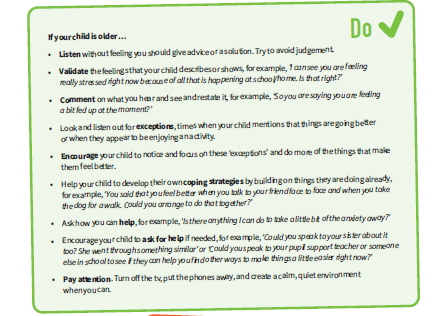 Do
If your child is older...
• Listen without feeling you should give advice or a solution. Try to avoid judgement.
• Validate the feelings that your child describes or shows, for example, 'I can see you are feeling
really stressed right now because of all that is happening at school/home. Is that right?'
• Comment on what you hear and see and restate it, for example, 'So you are saying you are feeling
a bit fed up at the moment?'
• Look and listen out for exceptions, times when your child mentions that things are going better
or when they appear to be enjoying an activity.
• Encourage your child to notice and focus on these 'exceptions' and do more of the things that make
them feel better.
• Help your child to develop their own coping strategies by building on things they are doing already,
for example, 'You said that you feel better when you talk to your friend face to face and when you take
the dog for a walk. Could you arrange to do that together?'
• Ask how you can help, for example, 'Is there anything I can do to take a little bit of the anxiety away?'
• Encourage your child to ask for help if needed, for example, 'Could you speak to your sister about it
too? She went through something similar' or 'Could you speak to your pupil support teacher or someone
else in school to see if they can help you find other ways to make things a little easier right now?'
• Pay attention. Turn off the tv, put the phones away, and create a calm, quiet environment
when you can.